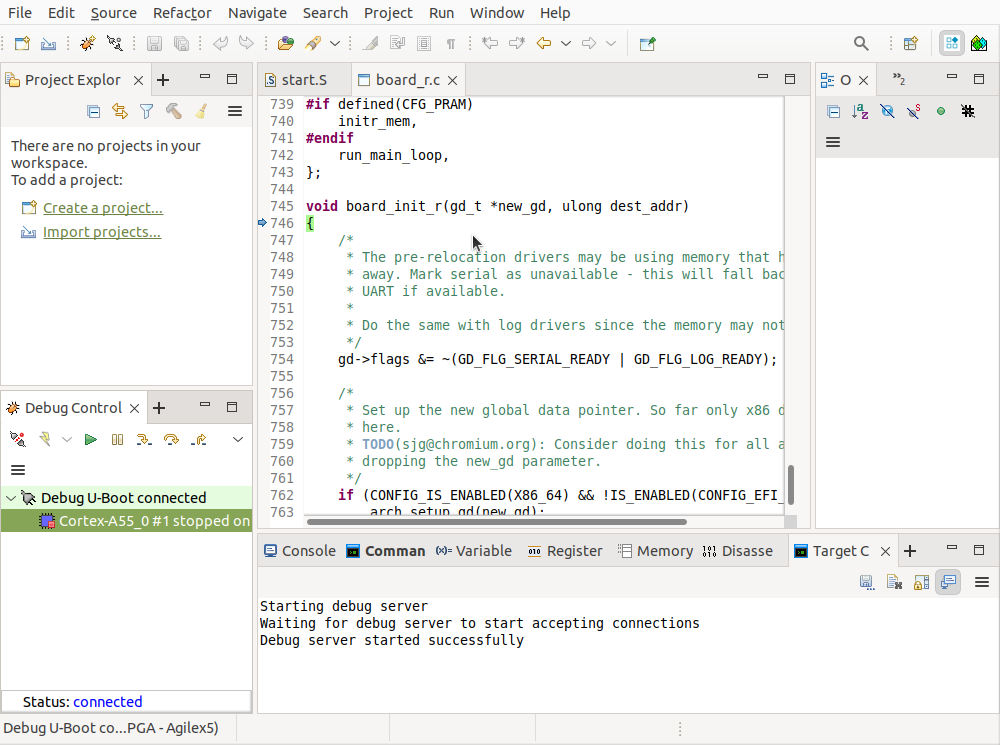 File Edit Source Refactor Navigate Search Project Run Window Help
Project Explor
There are no projects in your
workspace.
To add a project:
Create a project...
Import projects...
start.S
board_r.c
739 #if defined(CFG_PRAM)
740     initr_mem,
741 #endif
742     run_main_loop,
743 };
744
745 void board_init_r(gd_t *new_gd, ulong dest_addr)
746 {
747     /*
748      * The pre-relocation drivers may be using memory that h
749      * away. Mark serial as unavailable - this will fall bac
750      * UART if available.
751      *
752      * Do the same with log drivers since the memory may not
753      */
754     gd->flags &= ~(GD_FLG_SERIAL_READY | GD_FLG_LOG_READY);
755
756     /*
757      * Set up the new global data pointer. So far only x86 d
758      * here.
759      * TODO(sjg@chromium.org): Consider doing this for all a
760      * dropping the new_gd parameter.
761      */
762     if (CONFIG_IS_ENABLED(X86_64) && !IS_ENABLED(CONFIG_EFI_
763         arch_setup_gd(new_gd);
O
»2
Debug Control
Debug U-Boot connected
Cortex-A55_0 #1 stopped on
Status: connected
Console Comman Variable Register Memory Disasse Target C
Starting debug server
Waiting for debug server to start accepting connections
Debug server started successfully
Debug U-Boot co...PGA - Agilex5)